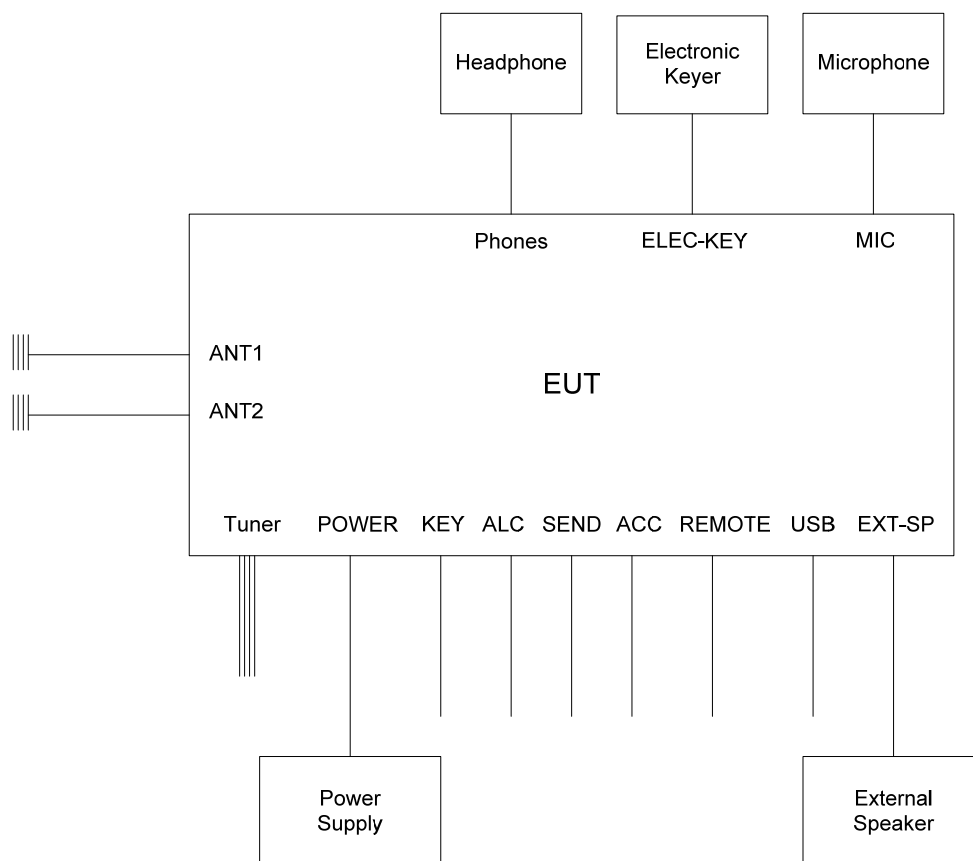 Headphone
Electronic
Keyer
Microphone
Phones
ELEC-KEY
MIC
ANT1
EUT
ANT2
Tuner
POWER
KEY
ALC
SEND
ACC
REMOTE
USB
EXT-SP
Power
Supply
External
Speaker